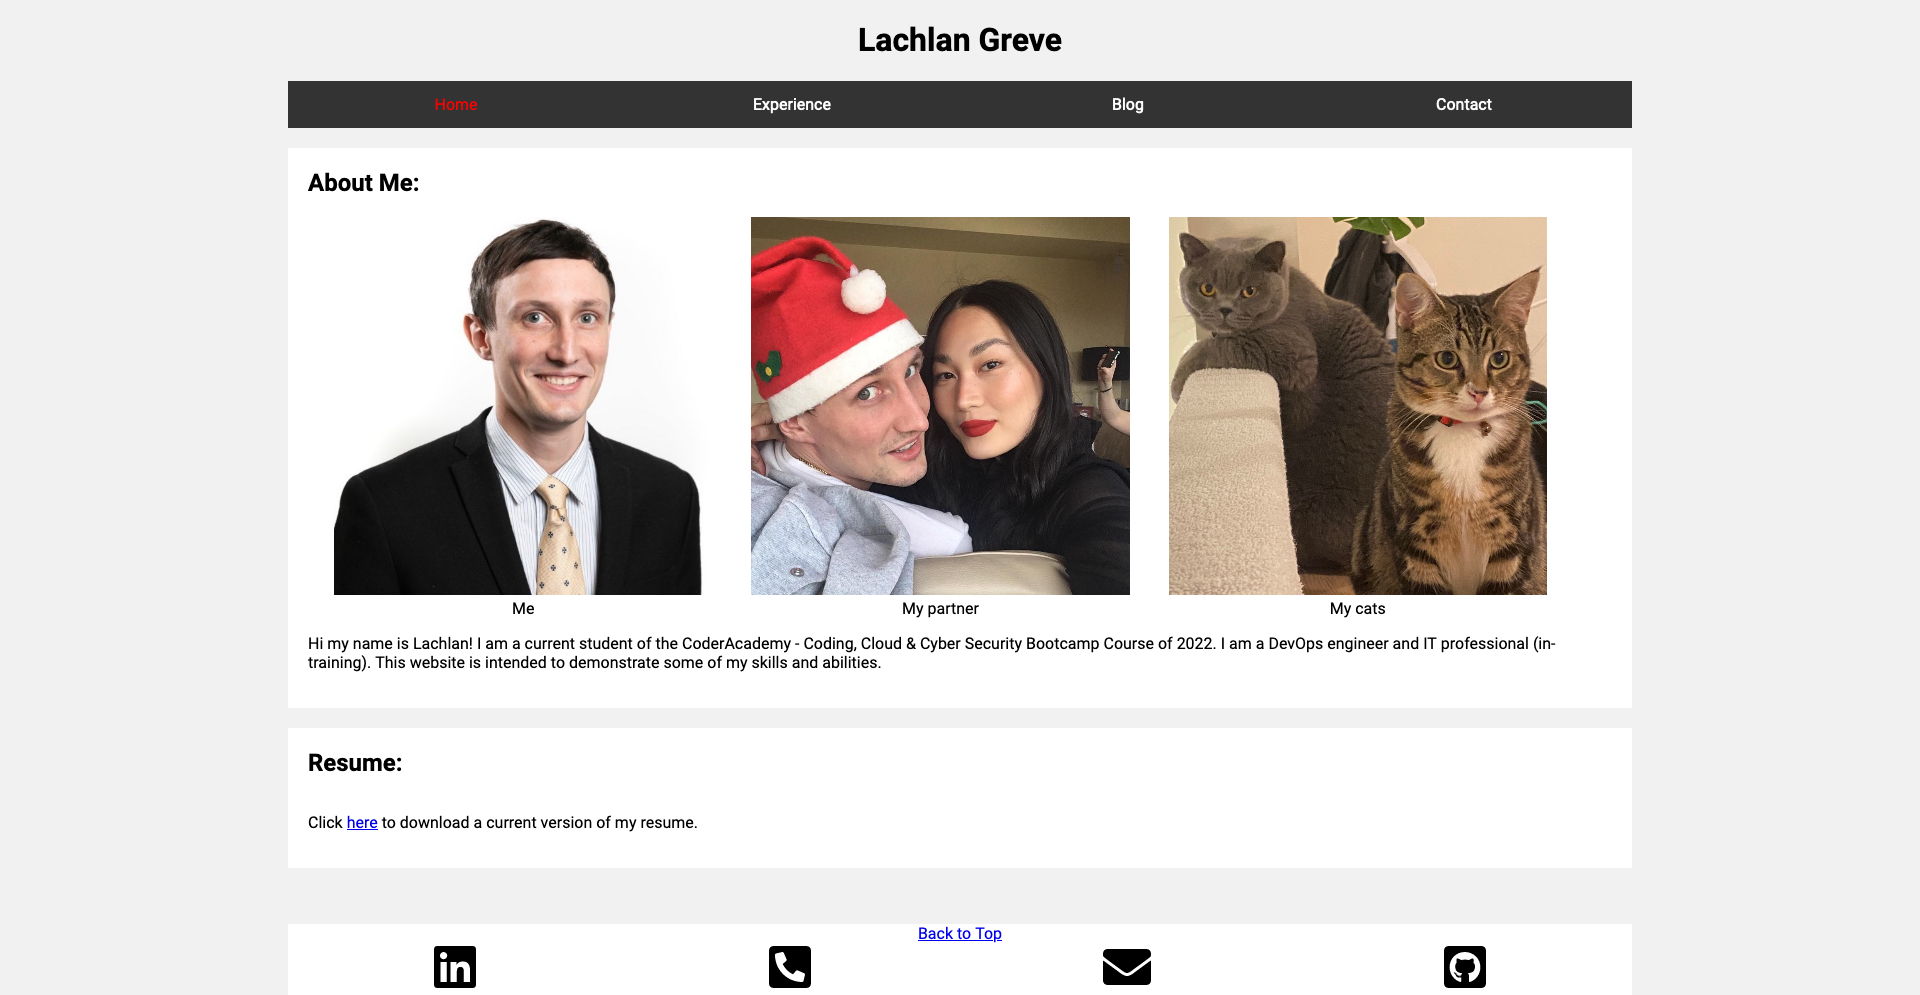 Lachlan Greve
Home Experience Blog Contact
About Me:
Me My partner My cats
Hi my name is Lachlan! I am a current student of the CoderAcademy - Coding, Cloud & Cyber Security Bootcamp Course of 2022. I am a DevOps engineer and IT professional (in-
training). This website is intended to demonstrate some of my skills and abilities.
Resume:
Click here to download a current version of my resume.
Back to Top
in